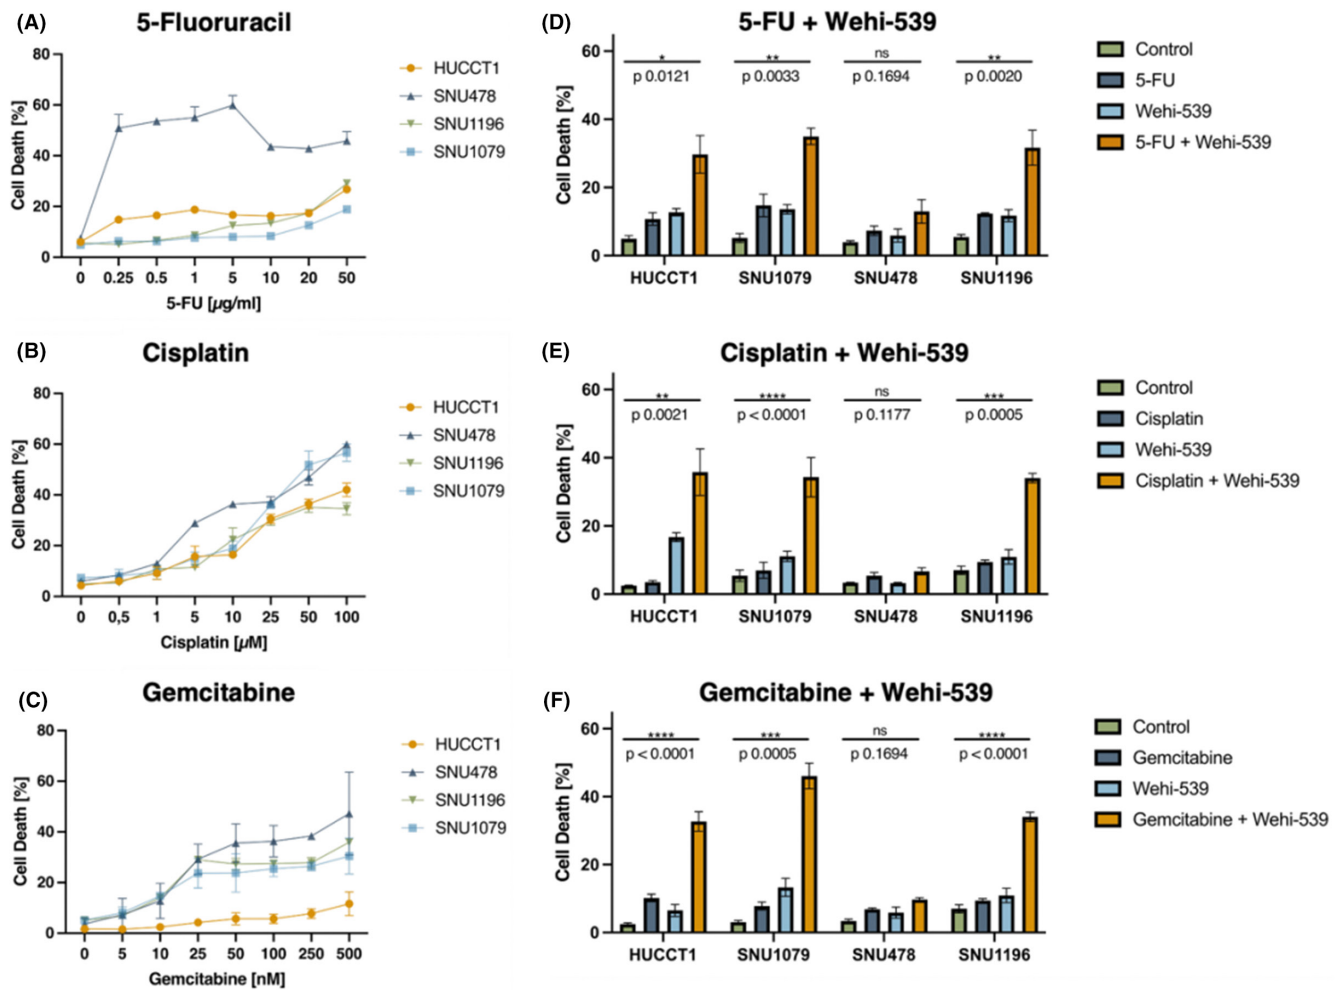 (A)
5-Fluoruracil
80
60
40
20
0
Cell Death [%]
0 0.25 0.5 1 5 10 20 50
5-FU [µg/ml]
HUCCT1
SNU478
SNU1196
SNU1079
(D)
5-FU + Wehi-539
60
40
20
0
Cell Death [%]
* ** ns **
p 0.0121 p 0.0033 p 0.1694 p 0.0020
HUCCT1 SNU1079 SNU478 SNU1196
Control
5-FU
Wehi-539
5-FU + Wehi-539
(B)
Cisplatin
80
60
40
20
0
Cell Death [%]
0 0,5 1 5 10 25 50 100
Cisplatin [µM]
HUCCT1
SNU478
SNU1196
SNU1079
(E)
Cisplatin + Wehi-539
60
40
20
0
Cell Death [%]
** **** ns ***
p 0.0021 p < 0.0001 p 0.1177 p 0.0005
HUCCT1 SNU1079 SNU478 SNU1196
Control
Cisplatin
Wehi-539
Cisplatin + Wehi-539
(C)
Gemcitabine
80
60
40
20
0
Cell Death [%]
0 5 10 25 50 100 250 500
Gemcitabine [nM]
HUCCT1
SNU478
SNU1196
SNU1079
(F)
Gemcitabine + Wehi-539
60
40
20
0
Cell Death [%]
**** *** ns ****
p < 0.0001 p 0.0005 p 0.1694 p < 0.0001
HUCCT1 SNU1079 SNU478 SNU1196
Control
Gemcitabine
Wehi-539
Gemcitabine + Wehi-539